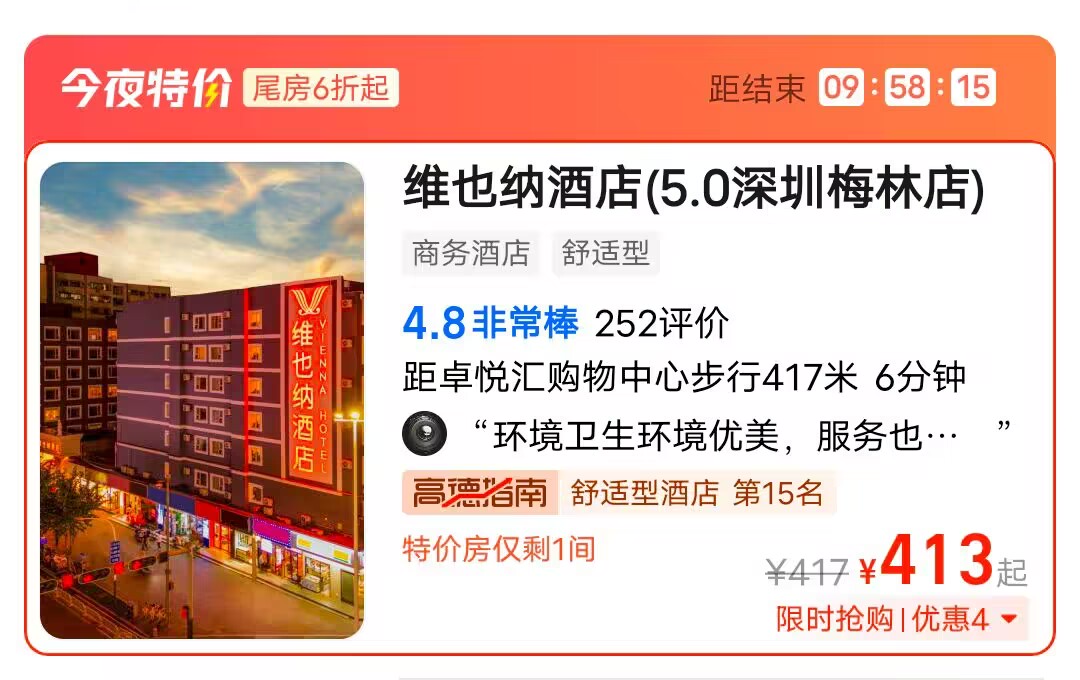 今夜特价 尾房6折起 距结束 09:58:15
维也纳酒店(5.0深圳梅林店)
商务酒店 舒适型
4.8非常棒 252评价
距卓悦汇购物中心步行417米 6分钟
“环境卫生环境优美，服务也… ”
高德指南 舒适型酒店 第15名
特价房仅剩1间
¥417 ¥413起
限时抢购|优惠4
维也纳酒店
VIENNA HOTEL